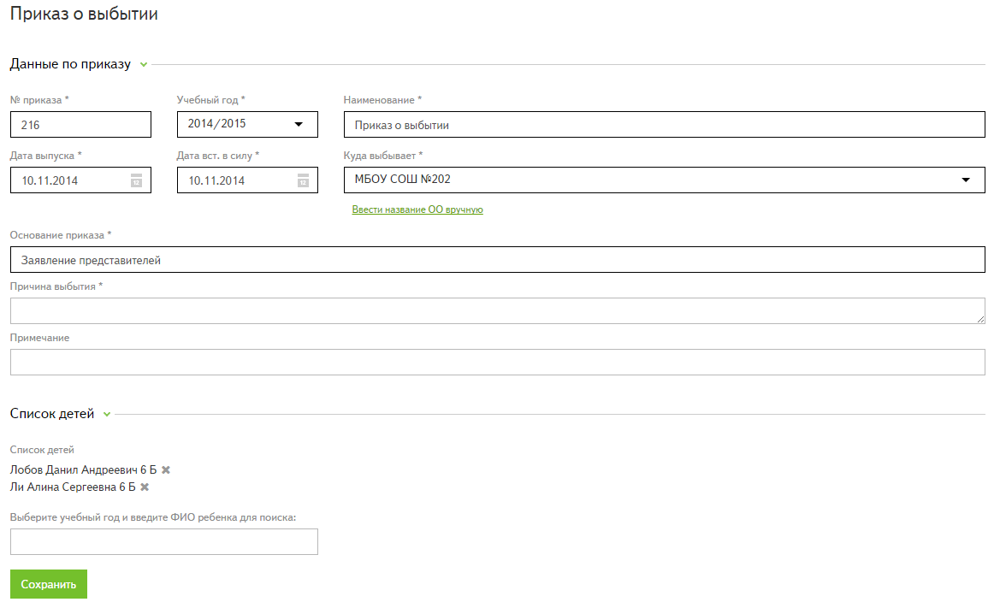 Приказ о выбытии
Данные по приказу
№ приказа * Учебный год * Наименование *
216 2014/2015 Приказ о выбытии
Дата выпуска * Дата вст. в силу * Куда выбывает *
10.11.2014 12 10.11.2014 12 МБОУ СОШ №202
Ввести название ОО вручную
Основание приказа *
Заявление представителей
Причина выбытия *
Примечание
Список детей
Список детей
Лобов Данил Андреевич 6 Б
Ли Алина Сергеевна 6 Б
Выберите учебный год и введите ФИО ребенка для поиска:
Сохранить